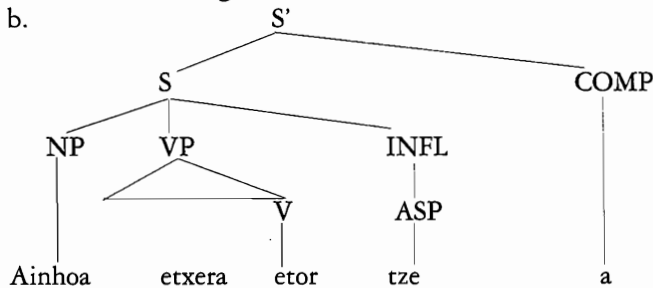 b.
S'
S COMP
NP VP INFL
V ASP
Ainhoa etxera etor tze a